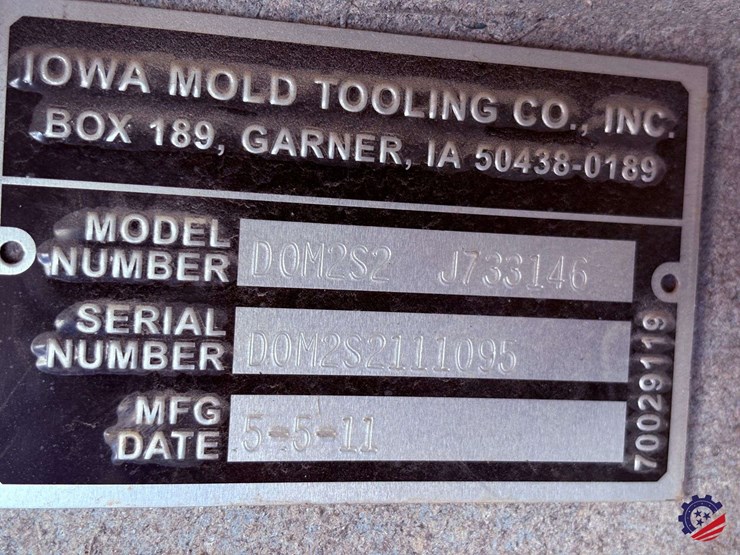 IOWA MOLD TOOLING CO., INC.
BOX 189, GARNER, IA 50438-0189
MODEL NUMBER DOM2S2 J733146
SERIAL NUMBER DOM2S2111095
MFG DATE 5-5-11
70029119